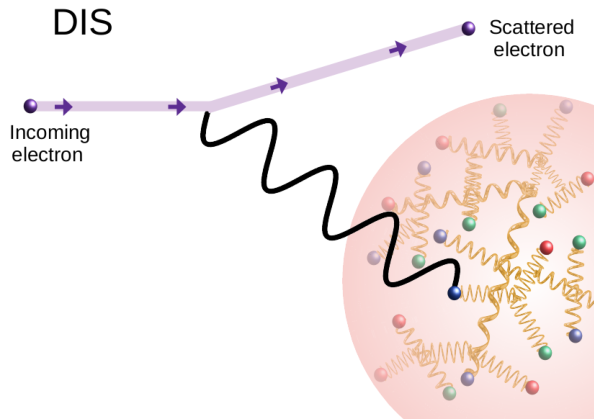 DIS
Scattered
electron
Incoming
electron